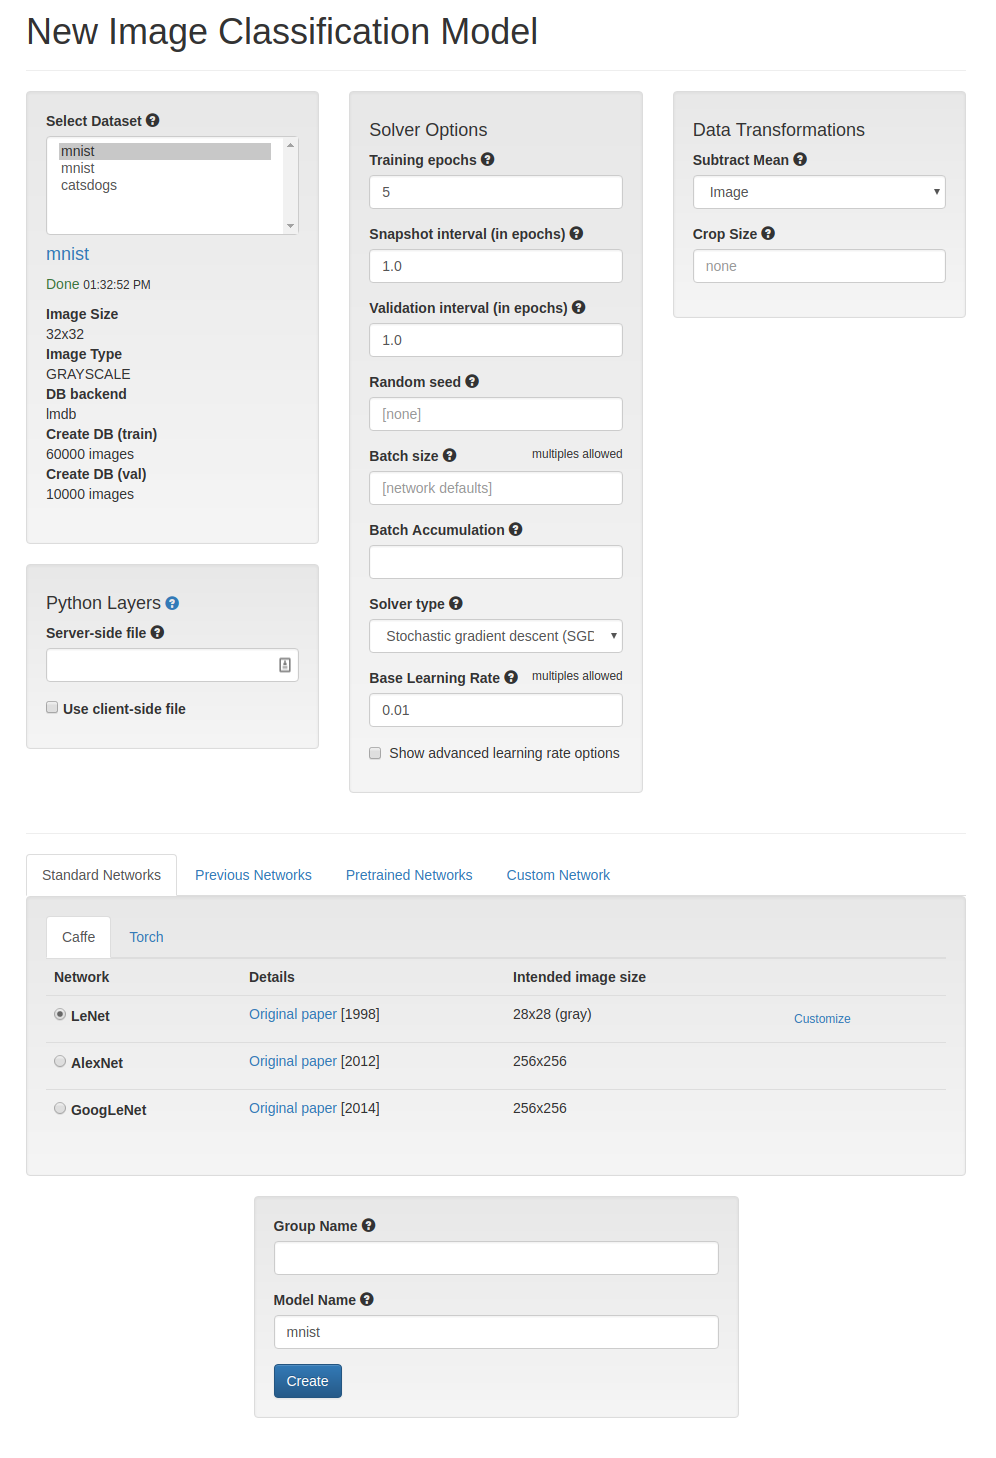 New Image Classification Model
Select Dataset
mnist
mnist
catsdogs
mnist
Done 01:32:52 PM
Image Size
32x32
Image Type
GRAYSCALE
DB backend
lmdb
Create DB (train)
60000 images
Create DB (val)
10000 images
Python Layers
Server-side file
Use client-side file
Solver Options
Training epochs
5
Snapshot interval (in epochs)
1.0
Validation interval (in epochs)
1.0
Random seed
[none]
Batch size multiples allowed
[network defaults]
Batch Accumulation
Solver type
Stochastic gradient descent (SGD
Base Learning Rate multiples allowed
0.01
Show advanced learning rate options
Data Transformations
Subtract Mean
Image
Crop Size
none
Standard Networks Previous Networks Pretrained Networks Custom Network
Caffe Torch
Network Details Intended image size
LeNet Original paper [1998] 28x28 (gray) Customize
AlexNet Original paper [2012] 256x256
GoogLeNet Original paper [2014] 256x256
Group Name
Model Name
mnist
Create